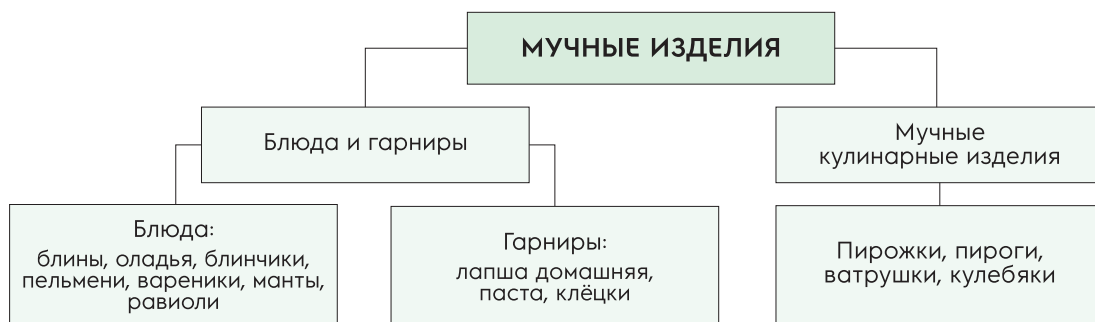 МУЧНЫЕ ИЗДЕЛИЯ
Блюда и гарниры
Мучные
кулинарные изделия
Блюда:
блины, оладья, блинчики,
пельмени, вареники, манты,
равиоли
Гарниры:
лапша домашняя,
паста, клёцки
Пирожки, пироги,
ватрушки, кулебяки